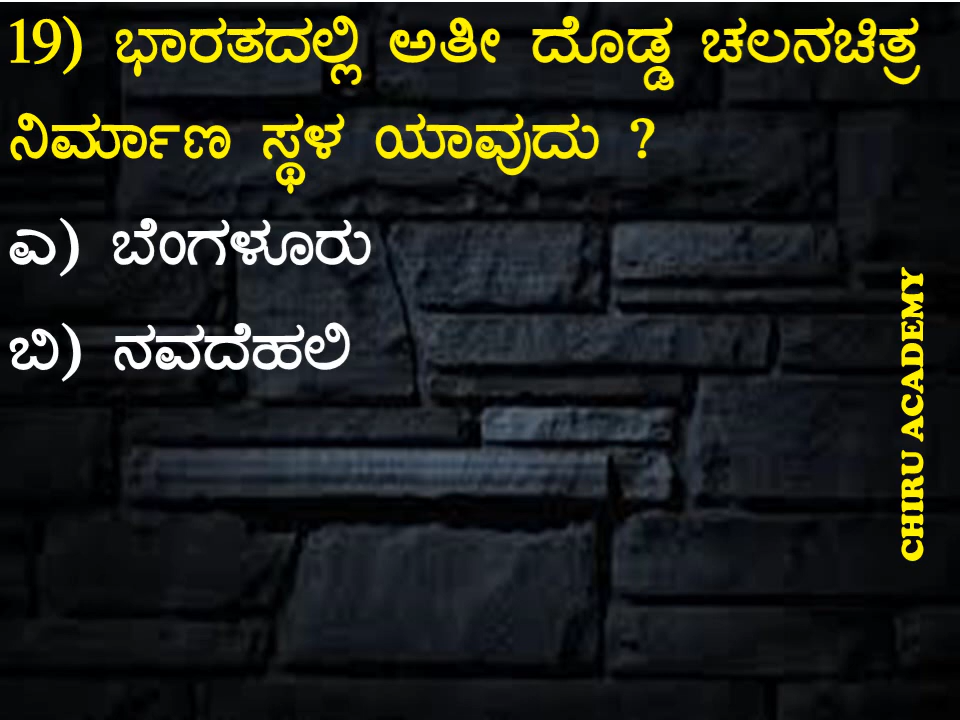 19) ಭಾರತದಲ್ಲಿ ಅತೀ ದೊಡ್ಡ ಚಲನಚಿತ್ರ
ನಿರ್ಮಾಣ ಸ್ಥಳ ಯಾವುದು ?
ಎ) ಬೆಂಗಳೂರು
ಬಿ) ನವದೆಹಲಿ
CHIRU ACADEMY